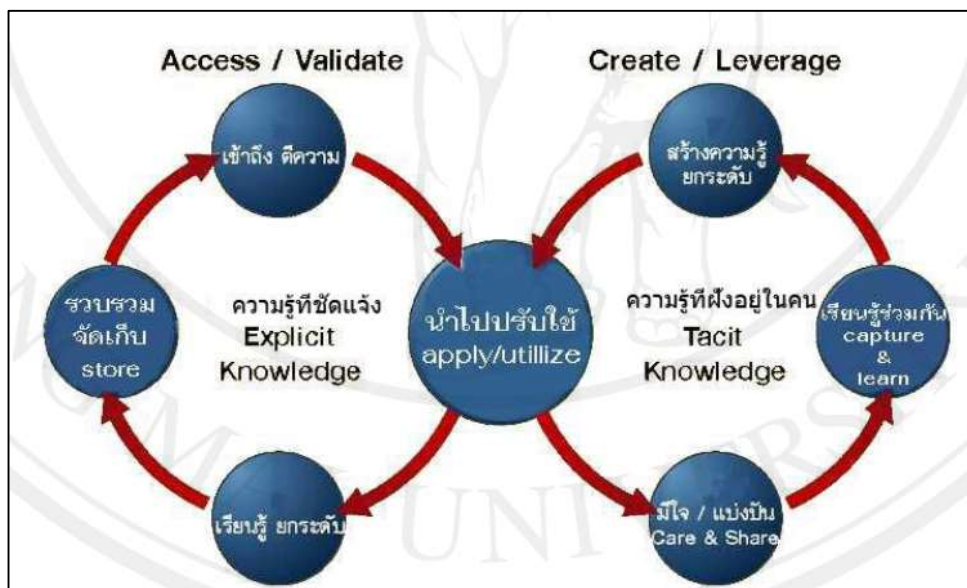 Access / Validate
Create / Leverage
เข้าถึง ตีความ
สร้างความรู้
ยกระดับ
รวบรวม
จัดเก็บ
store
ความรู้ที่ชัดแจ้ง
Explicit
Knowledge
นำไปปรับใช้
apply/utillize
ความรู้ที่ฝังอยู่ในคน
Tacit
Knowledge
เรียนรู้ร่วมกัน
capture
&
learn
เรียนรู้ ยกระดับ
มีใจ / แบ่งปัน
Care & Share
UNIVERSI